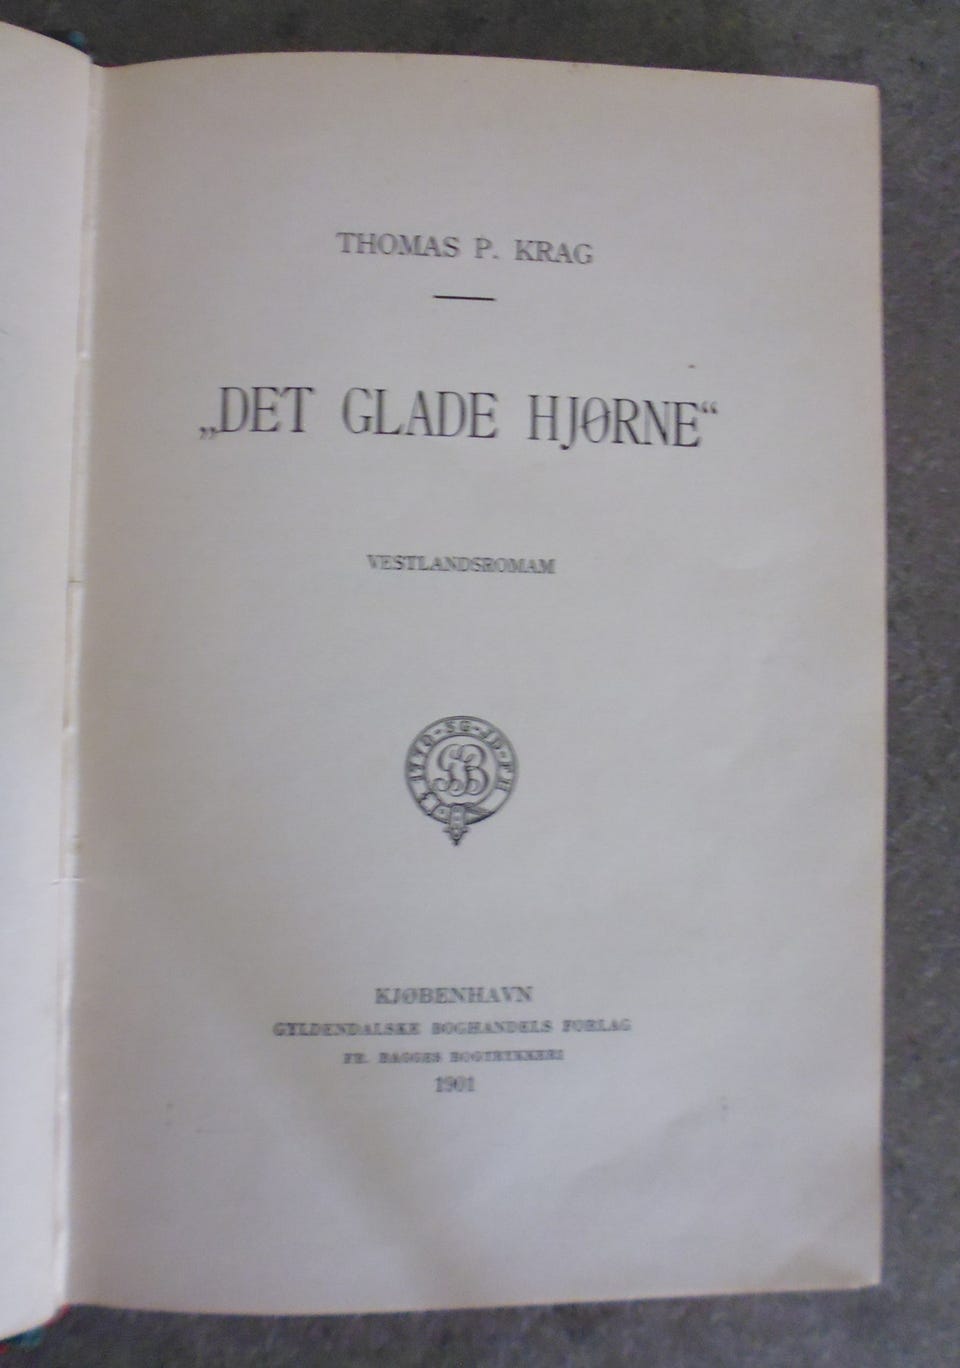 THOMAS P. KRAG
„DET GLADE HJØRNE“
VESTLANDSROMAM
KJØBENHAVN
GYLDENDALSKE BOGHANDELS FORLAG
FR. BAGGES BOGTRYKKERI
1901